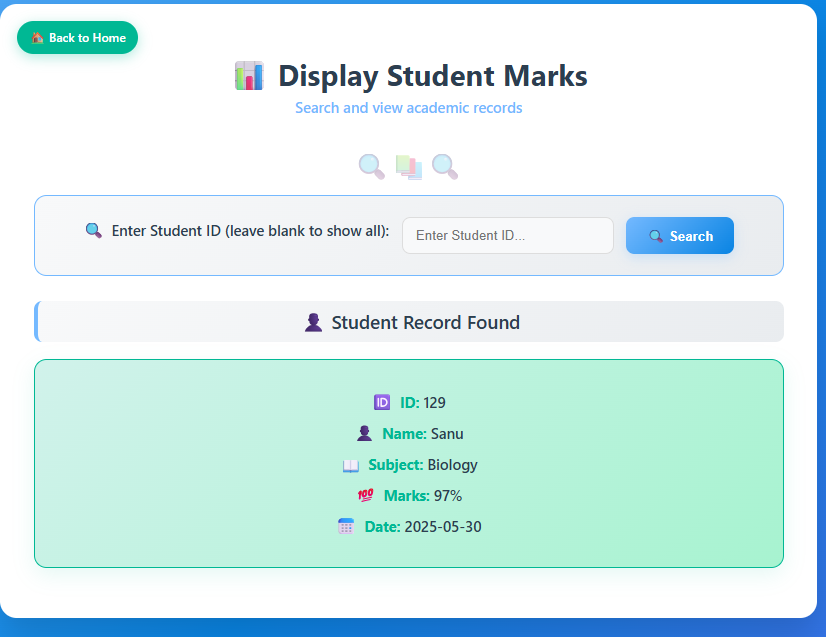 Back to Home
Display Student Marks
Search and view academic records
Enter Student ID (leave blank to show all):
Enter Student ID...
Search
Student Record Found
ID: 129
Name: Sanu
Subject: Biology
Marks: 97%
Date: 2025-05-30